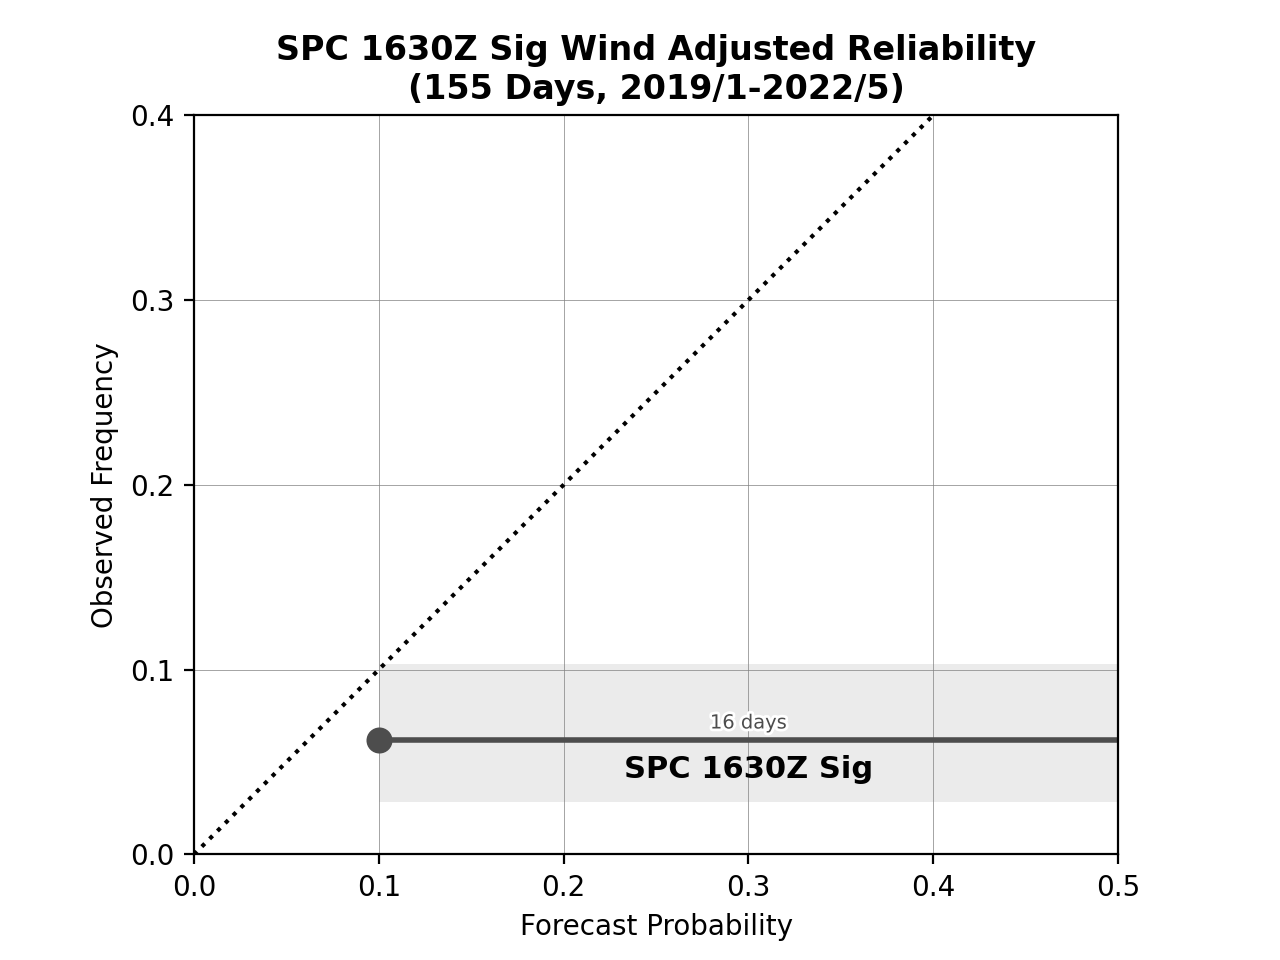 SPC 1630Z Sig Wind Adjusted Reliability
(155 Days, 2019/1-2022/5)
0.4
0.3
0.2
0.1
0.0
Observed Frequency
16 days
SPC 1630Z Sig
0.0 0.1 0.2 0.3 0.4 0.5
Forecast Probability